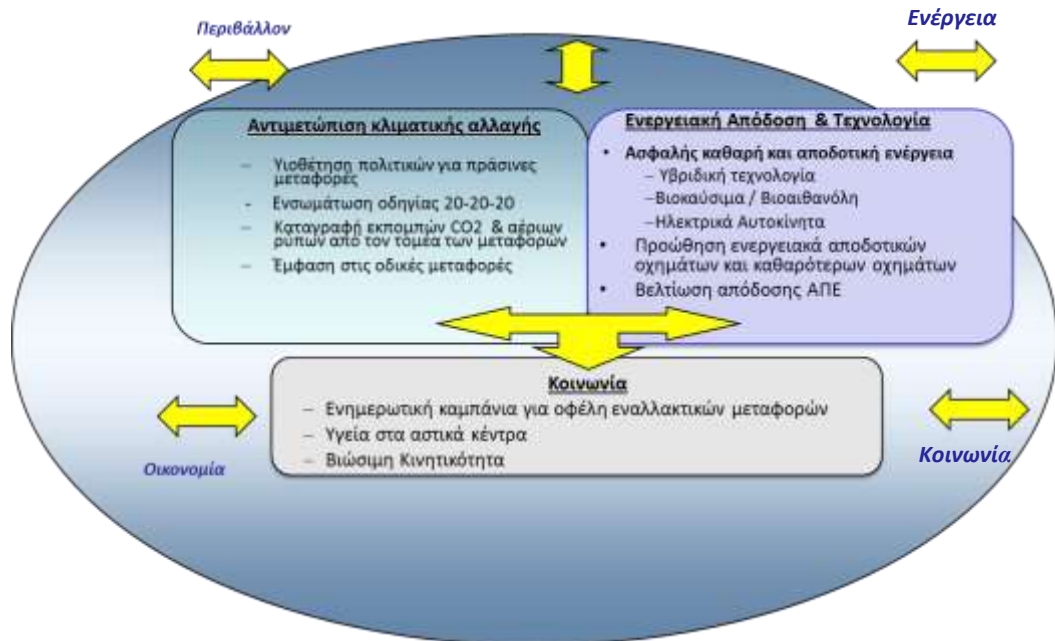 Περιβάλλον
Ενέργεια
Αντιμετώπιση κλιματικής αλλαγής
– Υιοθέτηση πολιτικών για πράσινες
μεταφορές
- Ενσωμάτωση οδηγίας 20-20-20
– Καταγραφή εκπομπών CO2 & αέριων
ρύπων από τον τομέα των μεταφορών
– Έμφαση στις οδικές μεταφορές
Ενεργειακή Απόδοση & Τεχνολογία
• Ασφαλής καθαρή και αποδοτική ενέργεια
– Υβριδική τεχνολογία
–Βιοκαύσιμα / Βιοαιθανόλη
–Ηλεκτρικά Αυτοκίνητα
• Προώθηση ενεργειακά αποδοτικών
οχημάτων και καθαρότερων οχημάτων
• Βελτίωση απόδοσης ΑΠΕ
Κοινωνία
– Ενημερωτική καμπάνια για οφέλη εναλλακτικών μεταφορών
– Υγεία στα αστικά κέντρα
– Βιώσιμη Κινητικότητα
Οικονομία
Κοινωνία